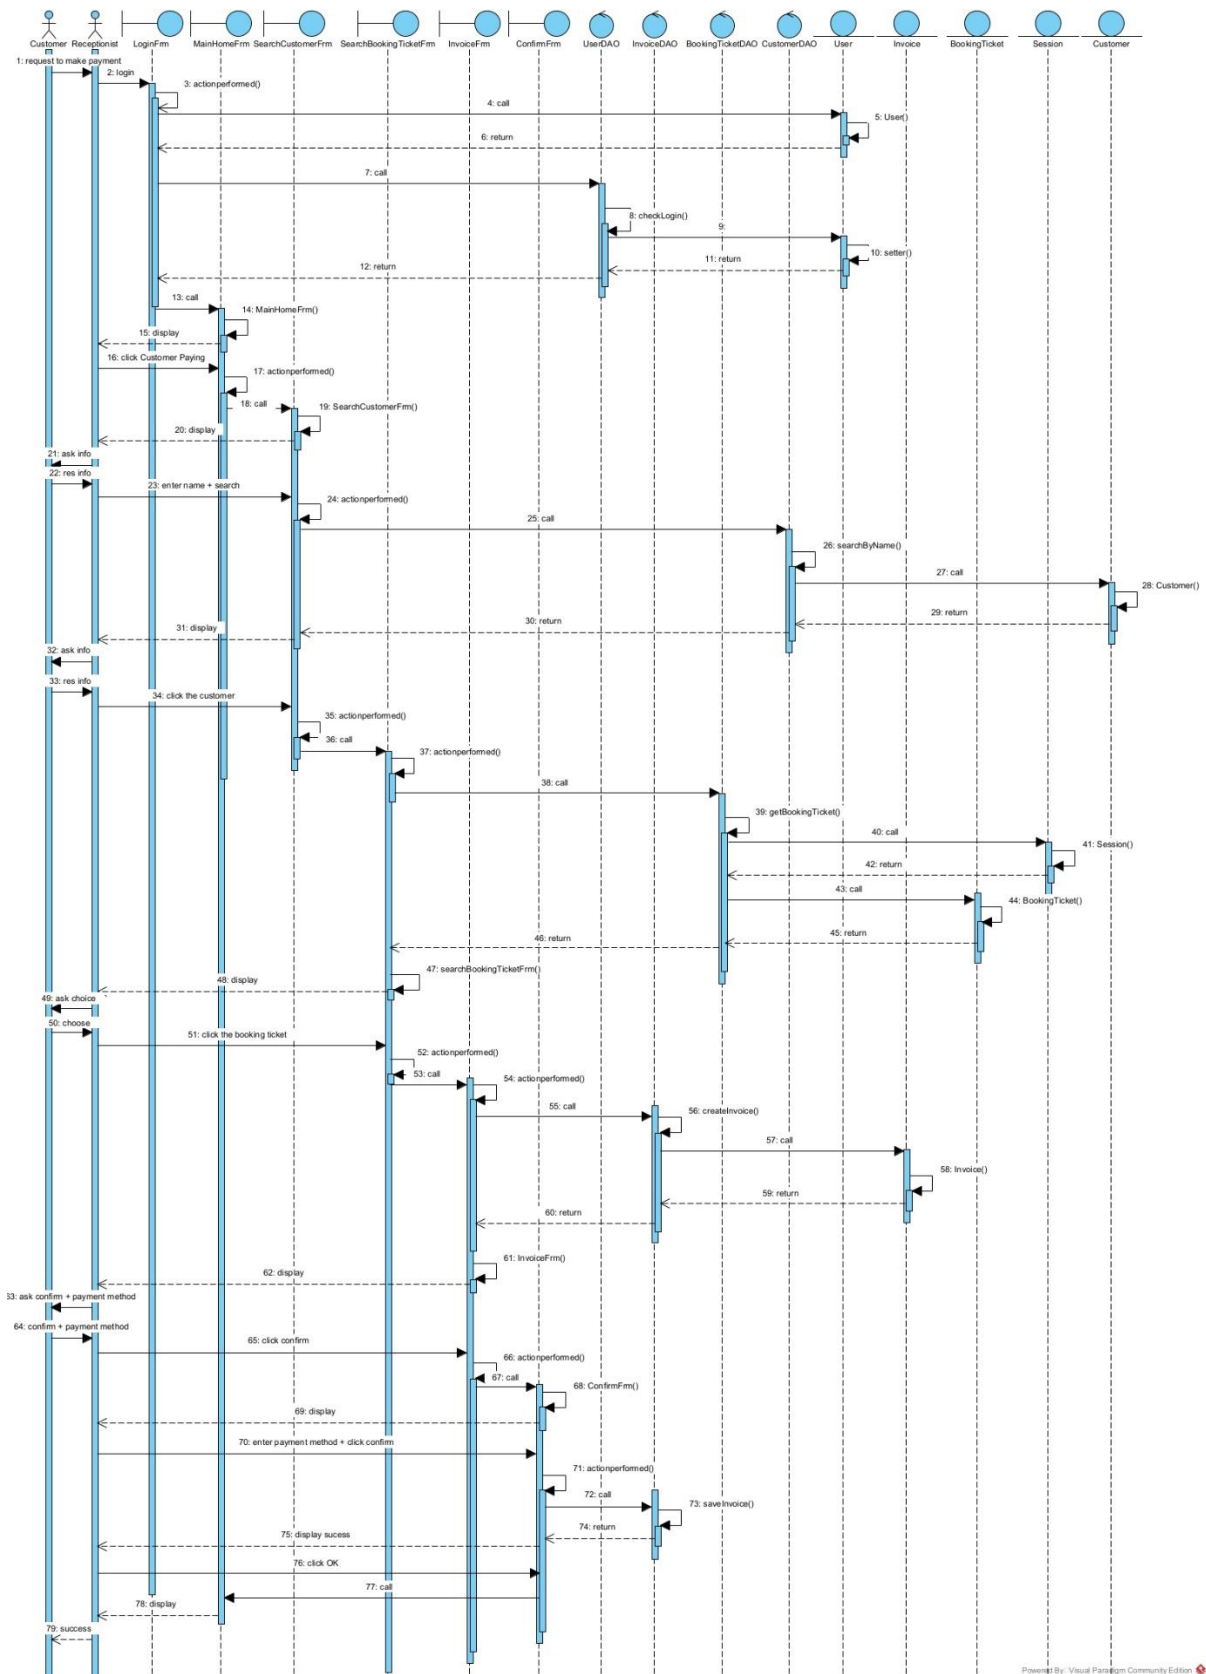 Customer Receptionist LoginFrm MainHomeFrm SearchCustomerFrm SearchBookingTicketFrm InvoiceFrm ConfirmFrm UserDAO InvoiceDAO BookingTicketDAO CustomerDAO User Invoice BookingTicket Session Customer
1: request to make payment
2: login
3: actionperformed()
4: call
5: User()
6: return
7: call
8: checkLogin()
9:
10: setter()
11: return
12: return
13: call
14: MainHomeFrm()
15: display
16: click Customer Paying
17: actionperformed()
18: call
19: SearchCustomerFrm()
20: display
21: ask info
22: res info
23: enter name + search
24: actionperformed()
25: call
26: searchByName()
27: call
28: Customer()
29: return
30: return
31: display
32: ask info
33: res info
34: click the customer
35: actionperformed()
36: call
37: actionperformed()
38: call
39: getBookingTicket()
40: call
41: Session()
42: return
43: call
44: BookingTicket()
45: return
46: return
47: searchBookingTicketFrm()
48: display
49: ask choice
50: choose
51: click the booking ticket
52: actionperformed()
53: call
54: actionperformed()
55: call
56: createInvoice()
57: call
58: Invoice()
59: return
60: return
61: InvoiceFrm()
62: display
63: ask confirm + payment method
64: confirm + payment method
65: click confirm
66: actionperformed()
67: call
68: ConfirmFrm()
69: display
70: enter payment method + click confirm
71: actionperformed()
72: call
73: saveInvoice()
74: return
75: display sucess
76: click OK
77: call
78: display
79: success
Powered By: Visual Paradigm Community Edition